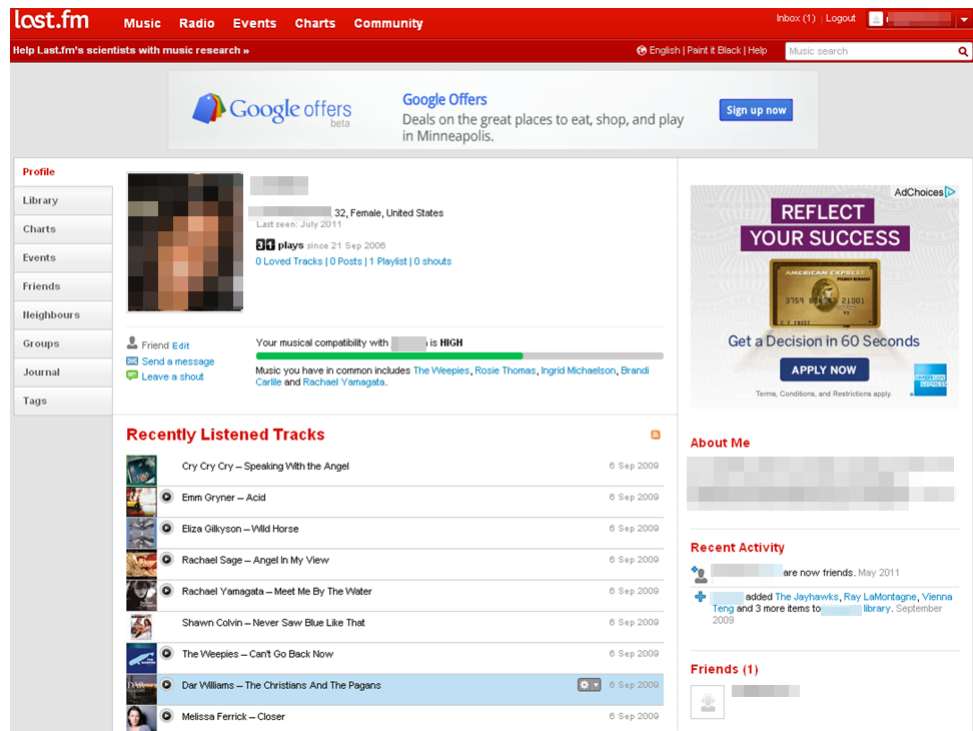 last.fm Music Radio Events Charts Community Inbox (1) | Logout
Help Last.fm's scientists with music research » English | Paint it Black | Help Music search
Google offers
beta
Google Offers
Deals on the great places to eat, shop, and play
in Minneapolis.
Sign up now
Profile
Library
Charts
Events
Friends
Neighbours
Groups
Journal
Tags
, 32, Female, United States
Last seen: July 2011
31 plays since 21 Sep 2006
0 Loved Tracks | 0 Posts | 1 Playlist | 0 shouts
Friend Edit
Send a message
Leave a shout
Your musical compatibility with is HIGH
Music you have in common includes The Weepies, Rosie Thomas, Ingrid Michaelson, Brandi
Carlile and Rachael Yamagata.
Recently Listened Tracks
Cry Cry Cry – Speaking With the Angel 6 Sep 2009
Emm Gryner – Acid 6 Sep 2009
Eliza Gilkyson – Wild Horse 6 Sep 2009
Rachael Sage – Angel In My View 6 Sep 2009
Rachael Yamagata – Meet Me By The Water 6 Sep 2009
Shawn Colvin – Never Saw Blue Like That 6 Sep 2009
The Weepies – Can't Go Back Now 6 Sep 2009
Dar Williams – The Christians And The Pagans 6 Sep 2009
Melissa Ferrick – Closer 6 Sep 2009
AdChoices
REFLECT
YOUR SUCCESS
AMERICAN EXPRESS
C F FROST
Get a Decision in 60 Seconds
APPLY NOW
Terms, Conditions, and Restrictions apply.
AMERICAN EXPRESS
About Me
Recent Activity
are now friends. May 2011
added The Jayhawks, Ray LaMontagne, Vienna
Teng and 3 more items to library. September
2009
Friends (1)